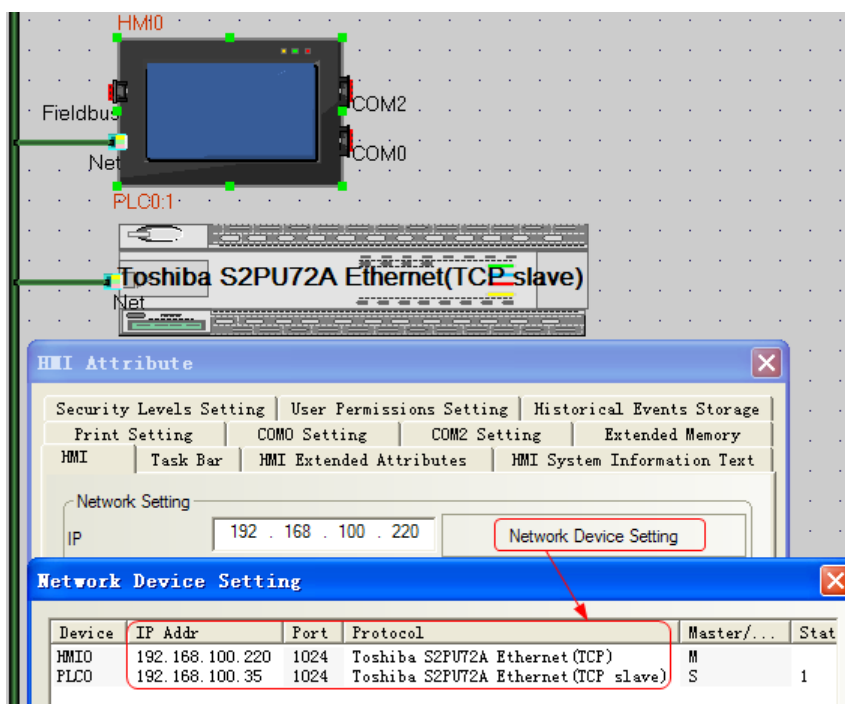 HMI0
Fieldbus
COM2
Net
COM0
PLC0:1
Toshiba S2PU72A Ethernet(TCP slave)
Net
HMI Attribute
Security Levels Setting User Permissions Setting Historical Events Storage
Print Setting COM0 Setting COM2 Setting Extended Memory
HMI Task Bar HMI Extended Attributes HMI System Information Text
Network Setting
IP 192 . 168 . 100 . 220 Network Device Setting
Network Device Setting
Device IP Addr Port Protocol Master/... Stat
HMI0 192.168.100.220 1024 Toshiba S2PU72A Ethernet(TCP) M
PLC0 192.168.100.35 1024 Toshiba S2PU72A Ethernet(TCP slave) S 1